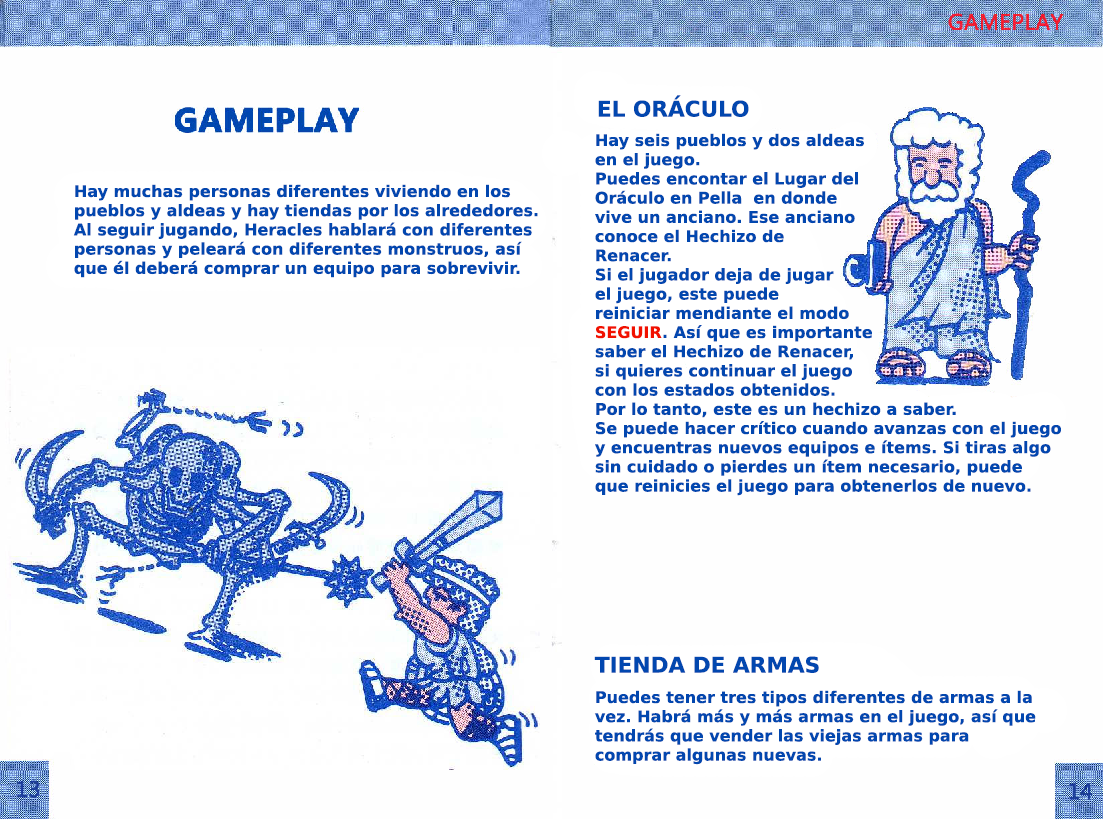 GAMEPLAY
Hay muchas personas diferentes viviendo en los
pueblos y aldeas y hay tiendas por los alrededores.
Al seguir jugando, Heracles hablará con diferentes
personas y peleará con diferentes monstruos, así
que él deberá comprar un equipo para sobrevivir.
13
GAMEPLAY
EL ORÁCULO
Hay seis pueblos y dos aldeas
en el juego.
Puedes encontar el Lugar del
Oráculo en Pella en donde
vive un anciano. Ese anciano
conoce el Hechizo de
Renacer.
Si el jugador deja de jugar
el juego, este puede
reiniciar mendiante el modo
SEGUIR. Así que es importante
saber el Hechizo de Renacer,
si quieres continuar el juego
con los estados obtenidos.
Por lo tanto, este es un hechizo a saber.
Se puede hacer crítico cuando avanzas con el juego
y encuentras nuevos equipos e ítems. Si tiras algo
sin cuidado o pierdes un ítem necesario, puede
que reinicies el juego para obtenerlos de nuevo.
TIENDA DE ARMAS
Puedes tener tres tipos diferentes de armas a la
vez. Habrá más y más armas en el juego, así que
tendrás que vender las viejas armas para
comprar algunas nuevas.
14